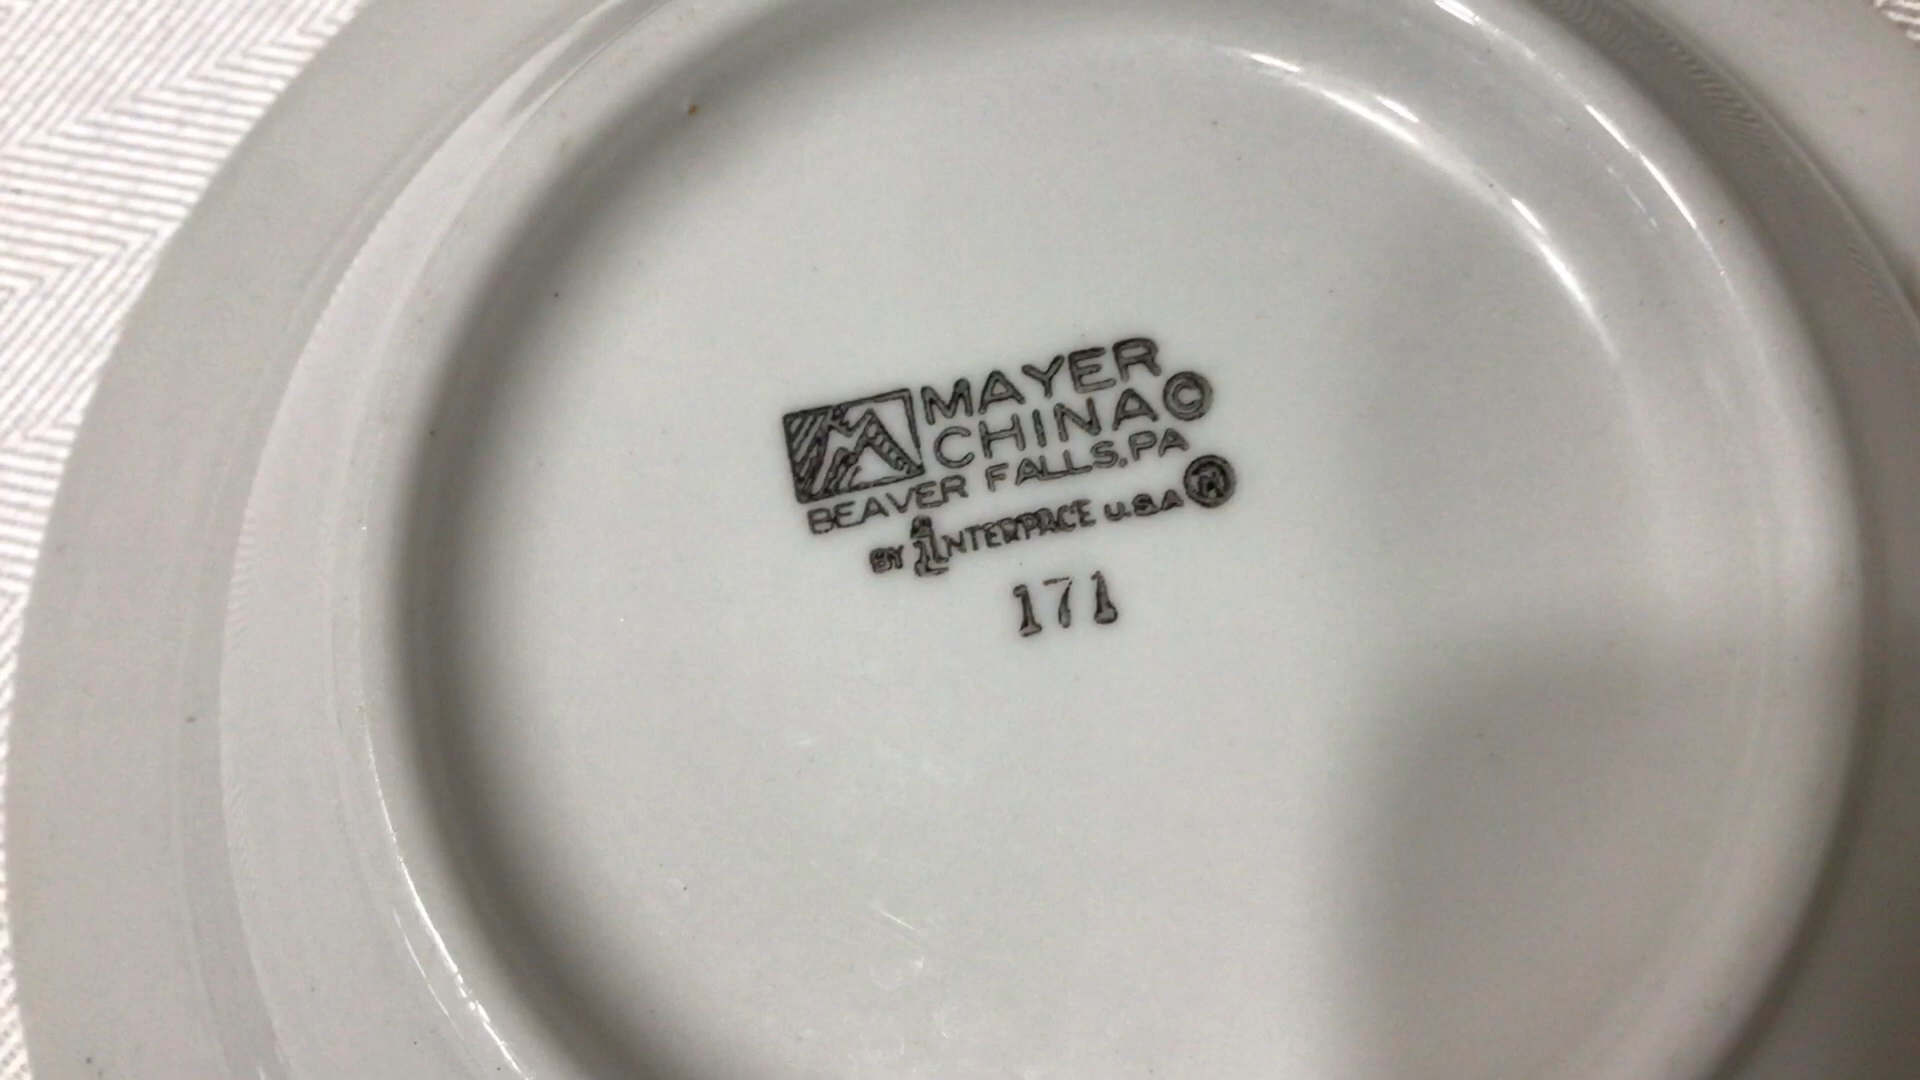 MAYER
CHINA ©
BEAVER FALLS, PA
BY INTERPACE U.S.A ®
171